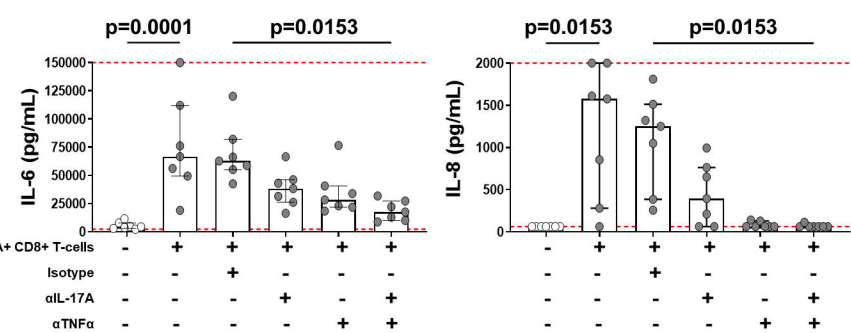 p=0.0001 p=0.0153
IL-6 (pg/mL)
150000
125000
100000
75000
50000
25000
0
p=0.0153 p=0.0153
IL-8 (pg/mL)
2000
1500
1000
500
0
A+ CD8+ T-cells - + + + + + - + + + + +
Isotype - - + - - - - - + - - -
αIL-17A - - - + - + - - - + - +
αTNFα - - - - + + - - - - + +